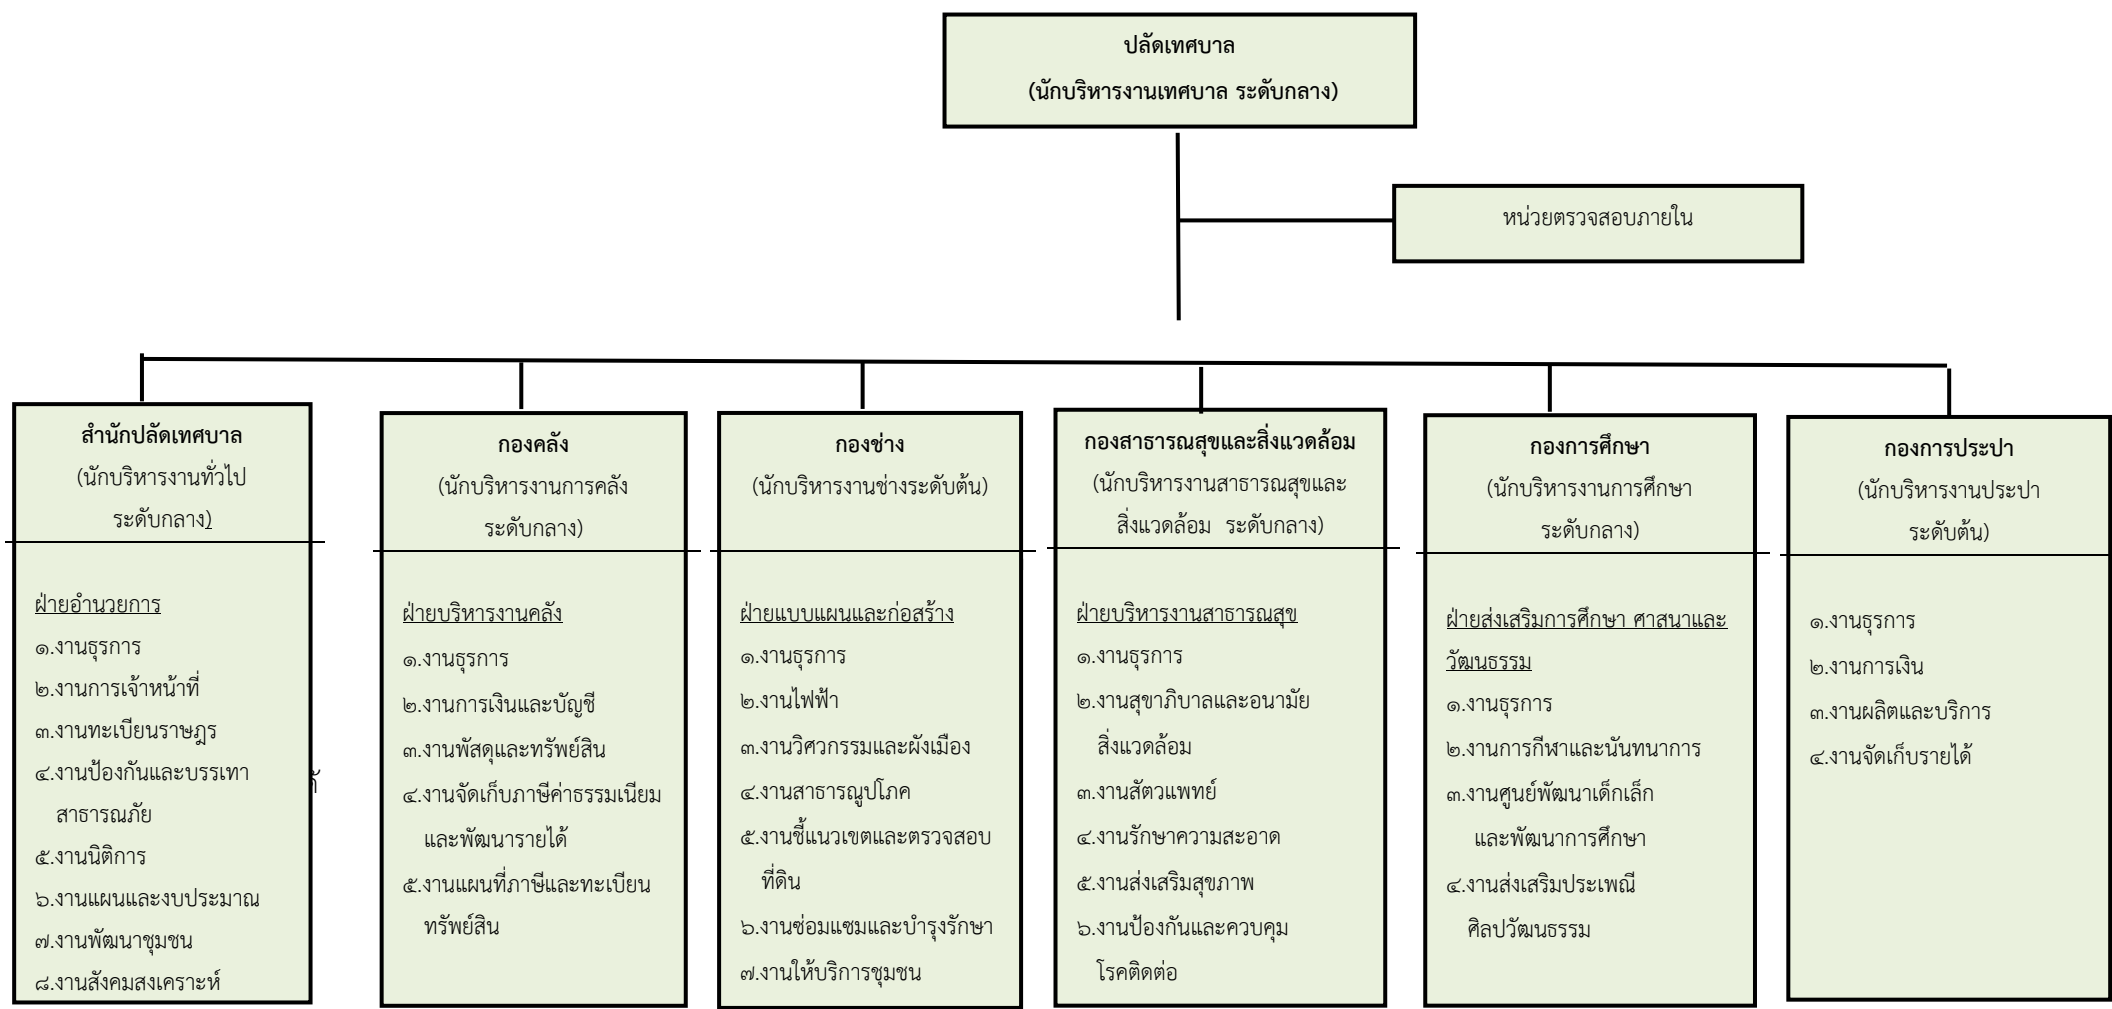 ปลัดเทศบาล
(นักบริหารงานเทศบาล ระดับกลาง)
หน่วยตรวจสอบภายใน
สำนักปลัดเทศบาล
(นักบริหารงานทั่วไป
ระดับกลาง)
ฝ่ายอำนวยการ
๑.งานธุรการ
๒.งานการเจ้าหน้าที่
๓.งานทะเบียนราษฎร
๔.งานป้องกันและบรรเทา
สาธารณภัย
๕.งานนิติการ
๖.งานแผนและงบประมาณ
๗.งานพัฒนาชุมชน
๘.งานสังคมสงเคราะห์
กองคลัง
(นักบริหารงานการคลัง
ระดับกลาง)
ฝ่ายบริหารงานคลัง
๑.งานธุรการ
๒.งานการเงินและบัญชี
๓.งานพัสดุและทรัพย์สิน
๔.งานจัดเก็บภาษีค่าธรรมเนียม
และพัฒนารายได้
๕.งานแผนที่ภาษีและทะเบียน
ทรัพย์สิน
กองช่าง
(นักบริหารงานช่างระดับต้น)
ฝ่ายแบบแผนและก่อสร้าง
๑.งานธุรการ
๒.งานไฟฟ้า
๓.งานวิศวกรรมและผังเมือง
๔.งานสาธารณูปโภค
๕.งานชี้แนวเขตและตรวจสอบ
ที่ดิน
๖.งานซ่อมแซมและบำรุงรักษา
๗.งานให้บริการชุมชน
กองสาธารณสุขและสิ่งแวดล้อม
(นักบริหารงานสาธารณสุขและ
สิ่งแวดล้อม ระดับกลาง)
ฝ่ายบริหารงานสาธารณสุข
๑.งานธุรการ
๒.งานสุขาภิบาลและอนามัย
สิ่งแวดล้อม
๓.งานสัตวแพทย์
๔.งานรักษาความสะอาด
๕.งานส่งเสริมสุขภาพ
๖.งานป้องกันและควบคุม
โรคติดต่อ
กองการศึกษา
(นักบริหารงานการศึกษา
ระดับกลาง)
ฝ่ายส่งเสริมการศึกษา ศาสนาและ
วัฒนธรรม
๑.งานธุรการ
๒.งานการกีฬาและนันทนาการ
๓.งานศูนย์พัฒนาเด็กเล็ก
และพัฒนาการศึกษา
๔.งานส่งเสริมประเพณี
ศิลปวัฒนธรรม
กองการประปา
(นักบริหารงานประปา
ระดับต้น)
๑.งานธุรการ
๒.งานการเงิน
๓.งานผลิตและบริการ
๔.งานจัดเก็บรายได้